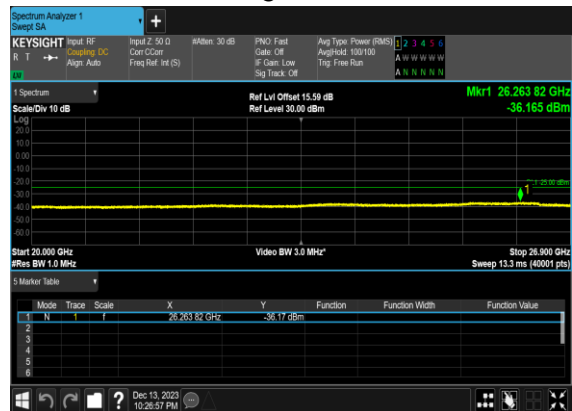 Spectrum Analyzer 1
Swept SA
+
KEYSIGHT Input: RF Input Z: 50 Ω #Atten: 30 dB PNO: Fast Avg Type: Power (RMS) 1 2 3 4 5 6
R T Coupling: DC Corr CCorr Gate: Off Avg|Hold: 100/100 A W W W W W
Align: Auto Freq Ref: Int (S) IF Gain: Low Trig: Free Run
Sig Track: Off A N N N N N
1 Spectrum Ref Lvl Offset 15.59 dB Mkr1 26.263 82 GHz
Scale/Div 10 dB Ref Level 30.00 dBm -36.165 dBm
Log
20.0
10.0
0.00
-10.0
-20.0
-25.00 dBm
-30.0
1
-40.0
-50.0
-60.0
Start 20.000 GHz Video BW 3.0 MHz* Stop 26.900 GHz
#Res BW 1.0 MHz Sweep 13.3 ms (40001 pts)
5 Marker Table
Mode Trace Scale X Y Function Function Width Function Value
1 N 1 f 26.263 82 GHz -36.17 dBm
2
3
4
5
6
? Dec 13, 2023
10:26:57 PM